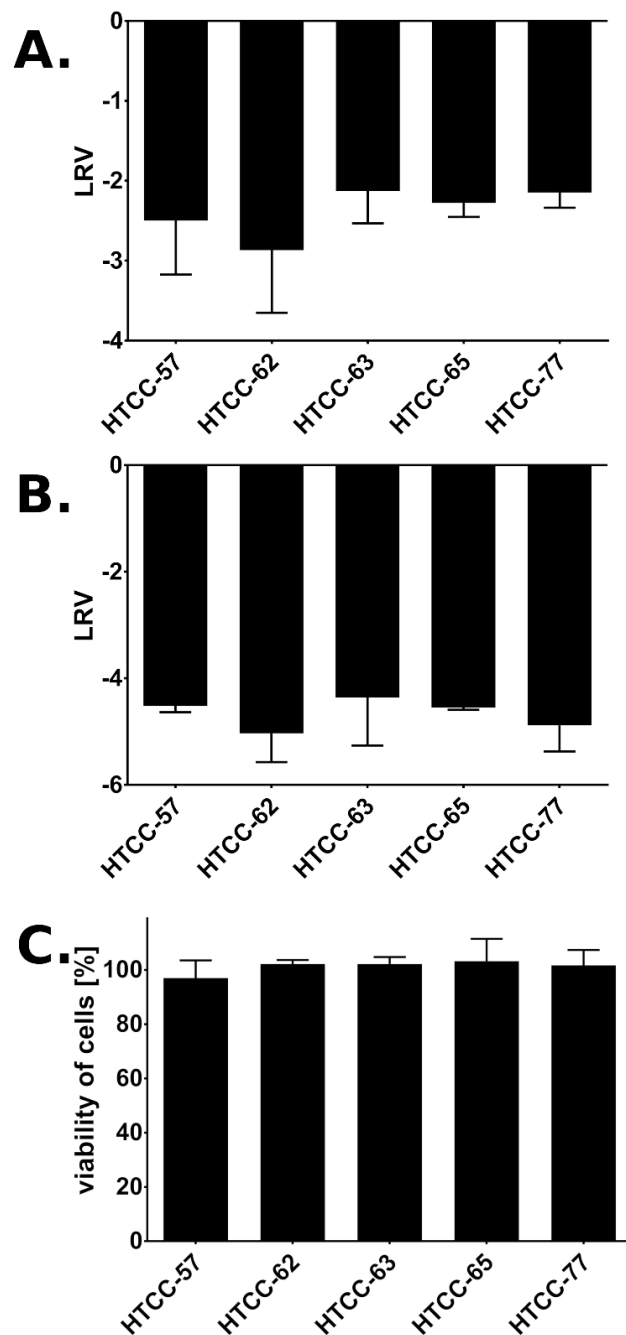 A.
LRV
0
-1
-2
-3
-4
HTCC-57
HTCC-62
HTCC-63
HTCC-65
HTCC-77
B.
LRV
0
-2
-4
-6
HTCC-57
HTCC-62
HTCC-63
HTCC-65
HTCC-77
C.
viability of cells [%]
100
80
60
40
20
0
HTCC-57
HTCC-62
HTCC-63
HTCC-65
HTCC-77